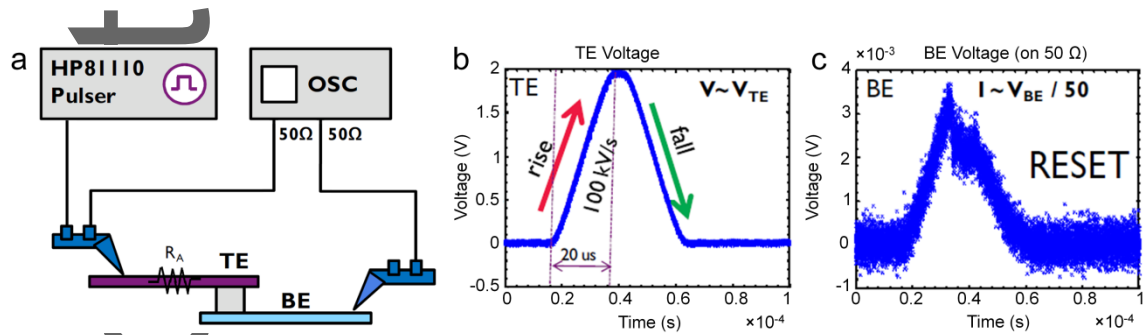 a
HP81110
Pulser
OSC
50Ω 50Ω
R_A
TE
BE
b
TE Voltage
TE
V~V_TE
rise
100 kV/s
fall
20 us
Voltage (V)
2
1.5
1
0.5
0
-0.5
0 0.2 0.4 0.6 0.8 1
Time (s)
×10⁻⁴
c
×10⁻³
BE Voltage (on 50 Ω)
BE
I~V_BE / 50
RESET
Voltage (V)
4
3
2
1
0
-1
0 0.2 0.4 0.6 0.8 1
Time (s)
×10⁻⁴